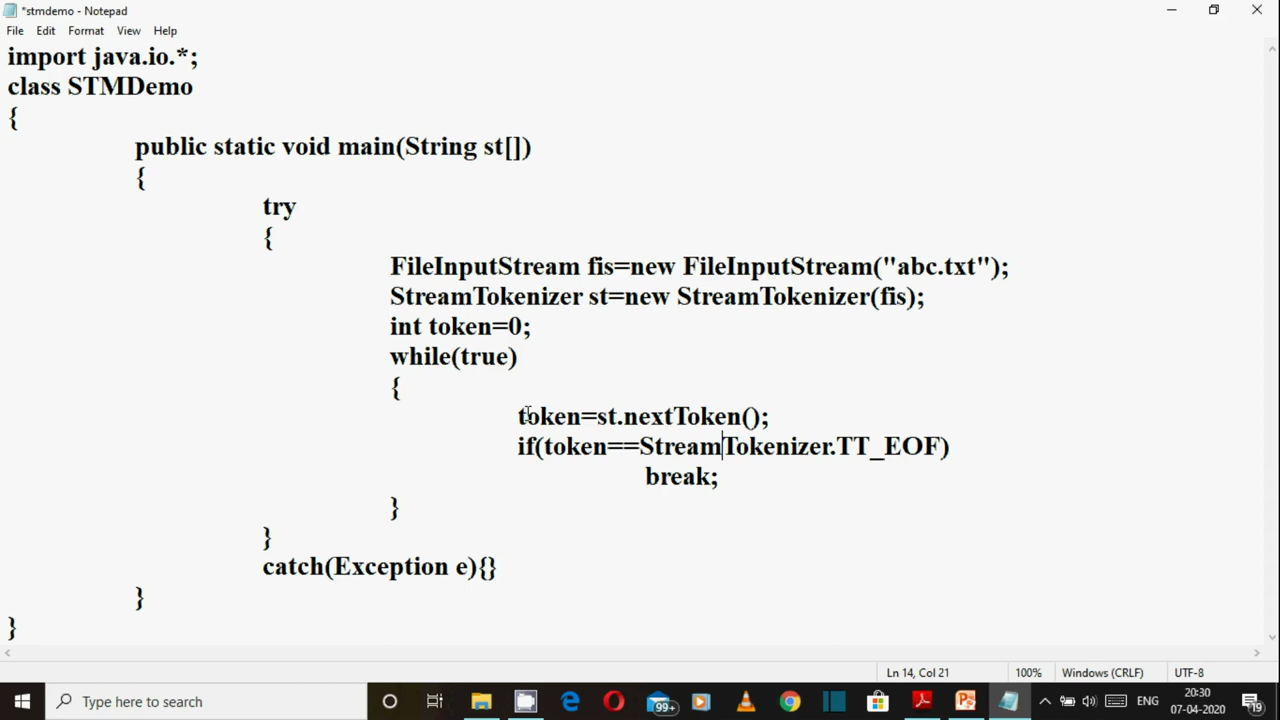 *stmdemo - Notepad
File Edit Format View Help
import java.io.*;
class STMDemo
{
public static void main(String st[])
{
try
{
FileInputStream fis=new FileInputStream("abc.txt");
StreamTokenizer st=new StreamTokenizer(fis);
int token=0;
while(true)
{
token=st.nextToken();
if(token==StreamTokenizer.TT_EOF)
break;
}
}
catch(Exception e){}
}
}
Ln 14, Col 21 100% Windows (CRLF) UTF-8
Type here to search 99+ ENG 20:30
07-04-2020 19